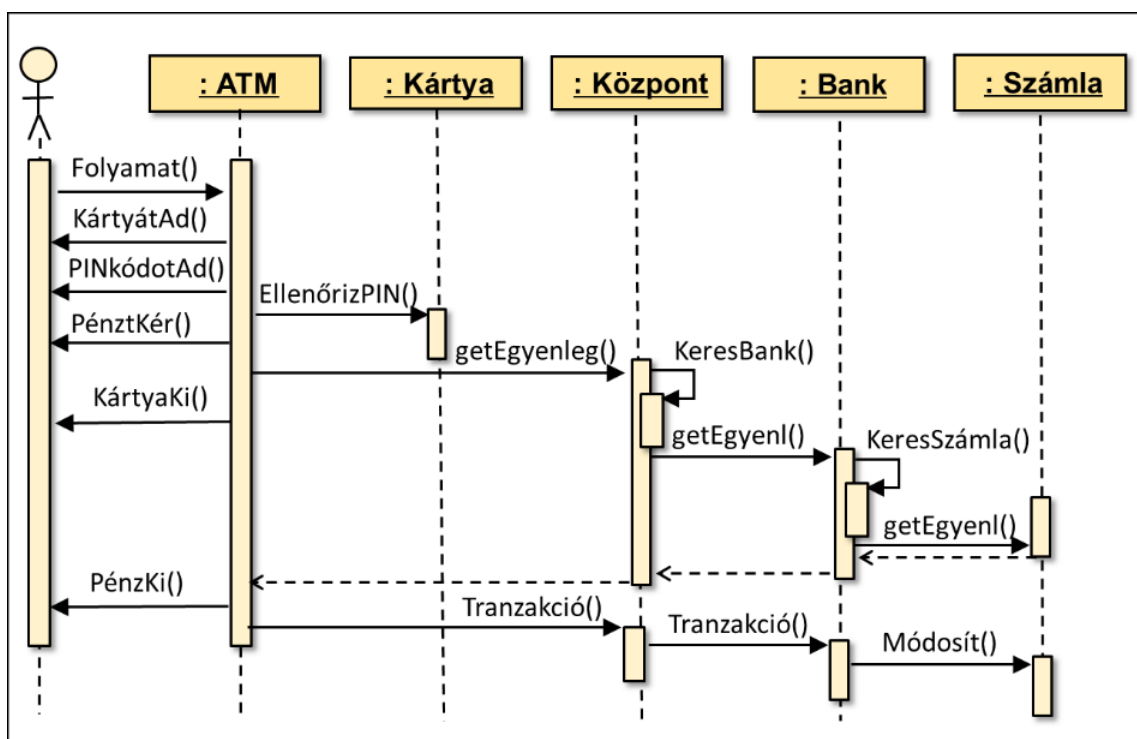 : ATM
: Kártya
: Központ
: Bank
: Számla
Folyamat()
KártyátAd()
PINkódotAd()
EllenőrizPIN()
PénztKér()
getEgyenleg()
KeresBank()
KártyaKi()
getEgyenl()
KeresSzámla()
getEgyenl()
PénzKi()
Tranzakció()
Tranzakció()
Módosít()